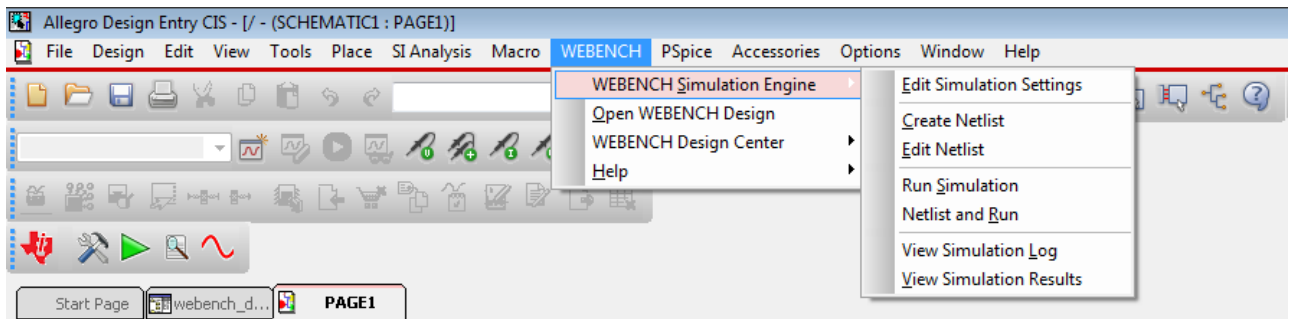 Allegro Design Entry CIS - [/ - (SCHEMATIC1 : PAGE1)]
File Design Edit View Tools Place SI Analysis Macro WEBENCH PSpice Accessories Options Window Help
WEBENCH Simulation Engine
Open WEBENCH Design
WEBENCH Design Center
Help
Edit Simulation Settings
Create Netlist
Edit Netlist
Run Simulation
Netlist and Run
View Simulation Log
View Simulation Results
Start Page webench_d... PAGE1